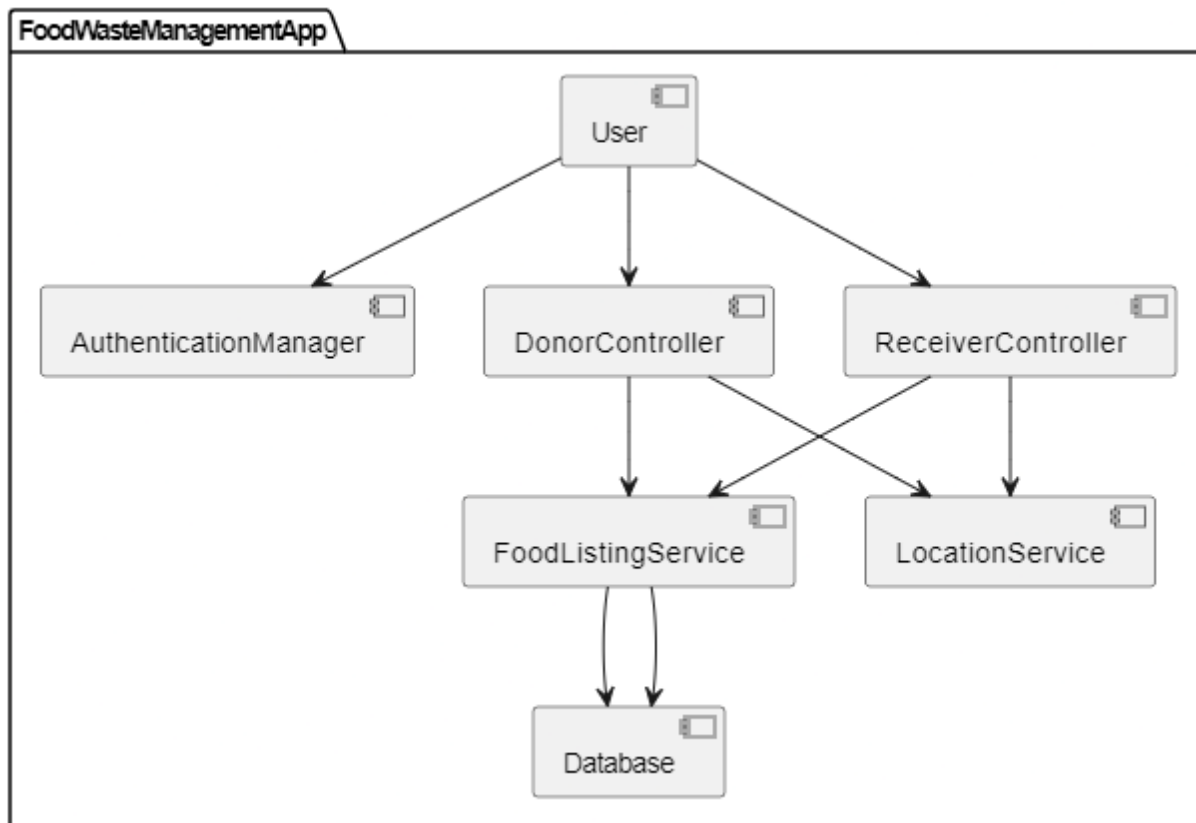 FoodWasteManagementApp
User
AuthenticationManager
DonorController
ReceiverController
FoodListingService
LocationService
Database